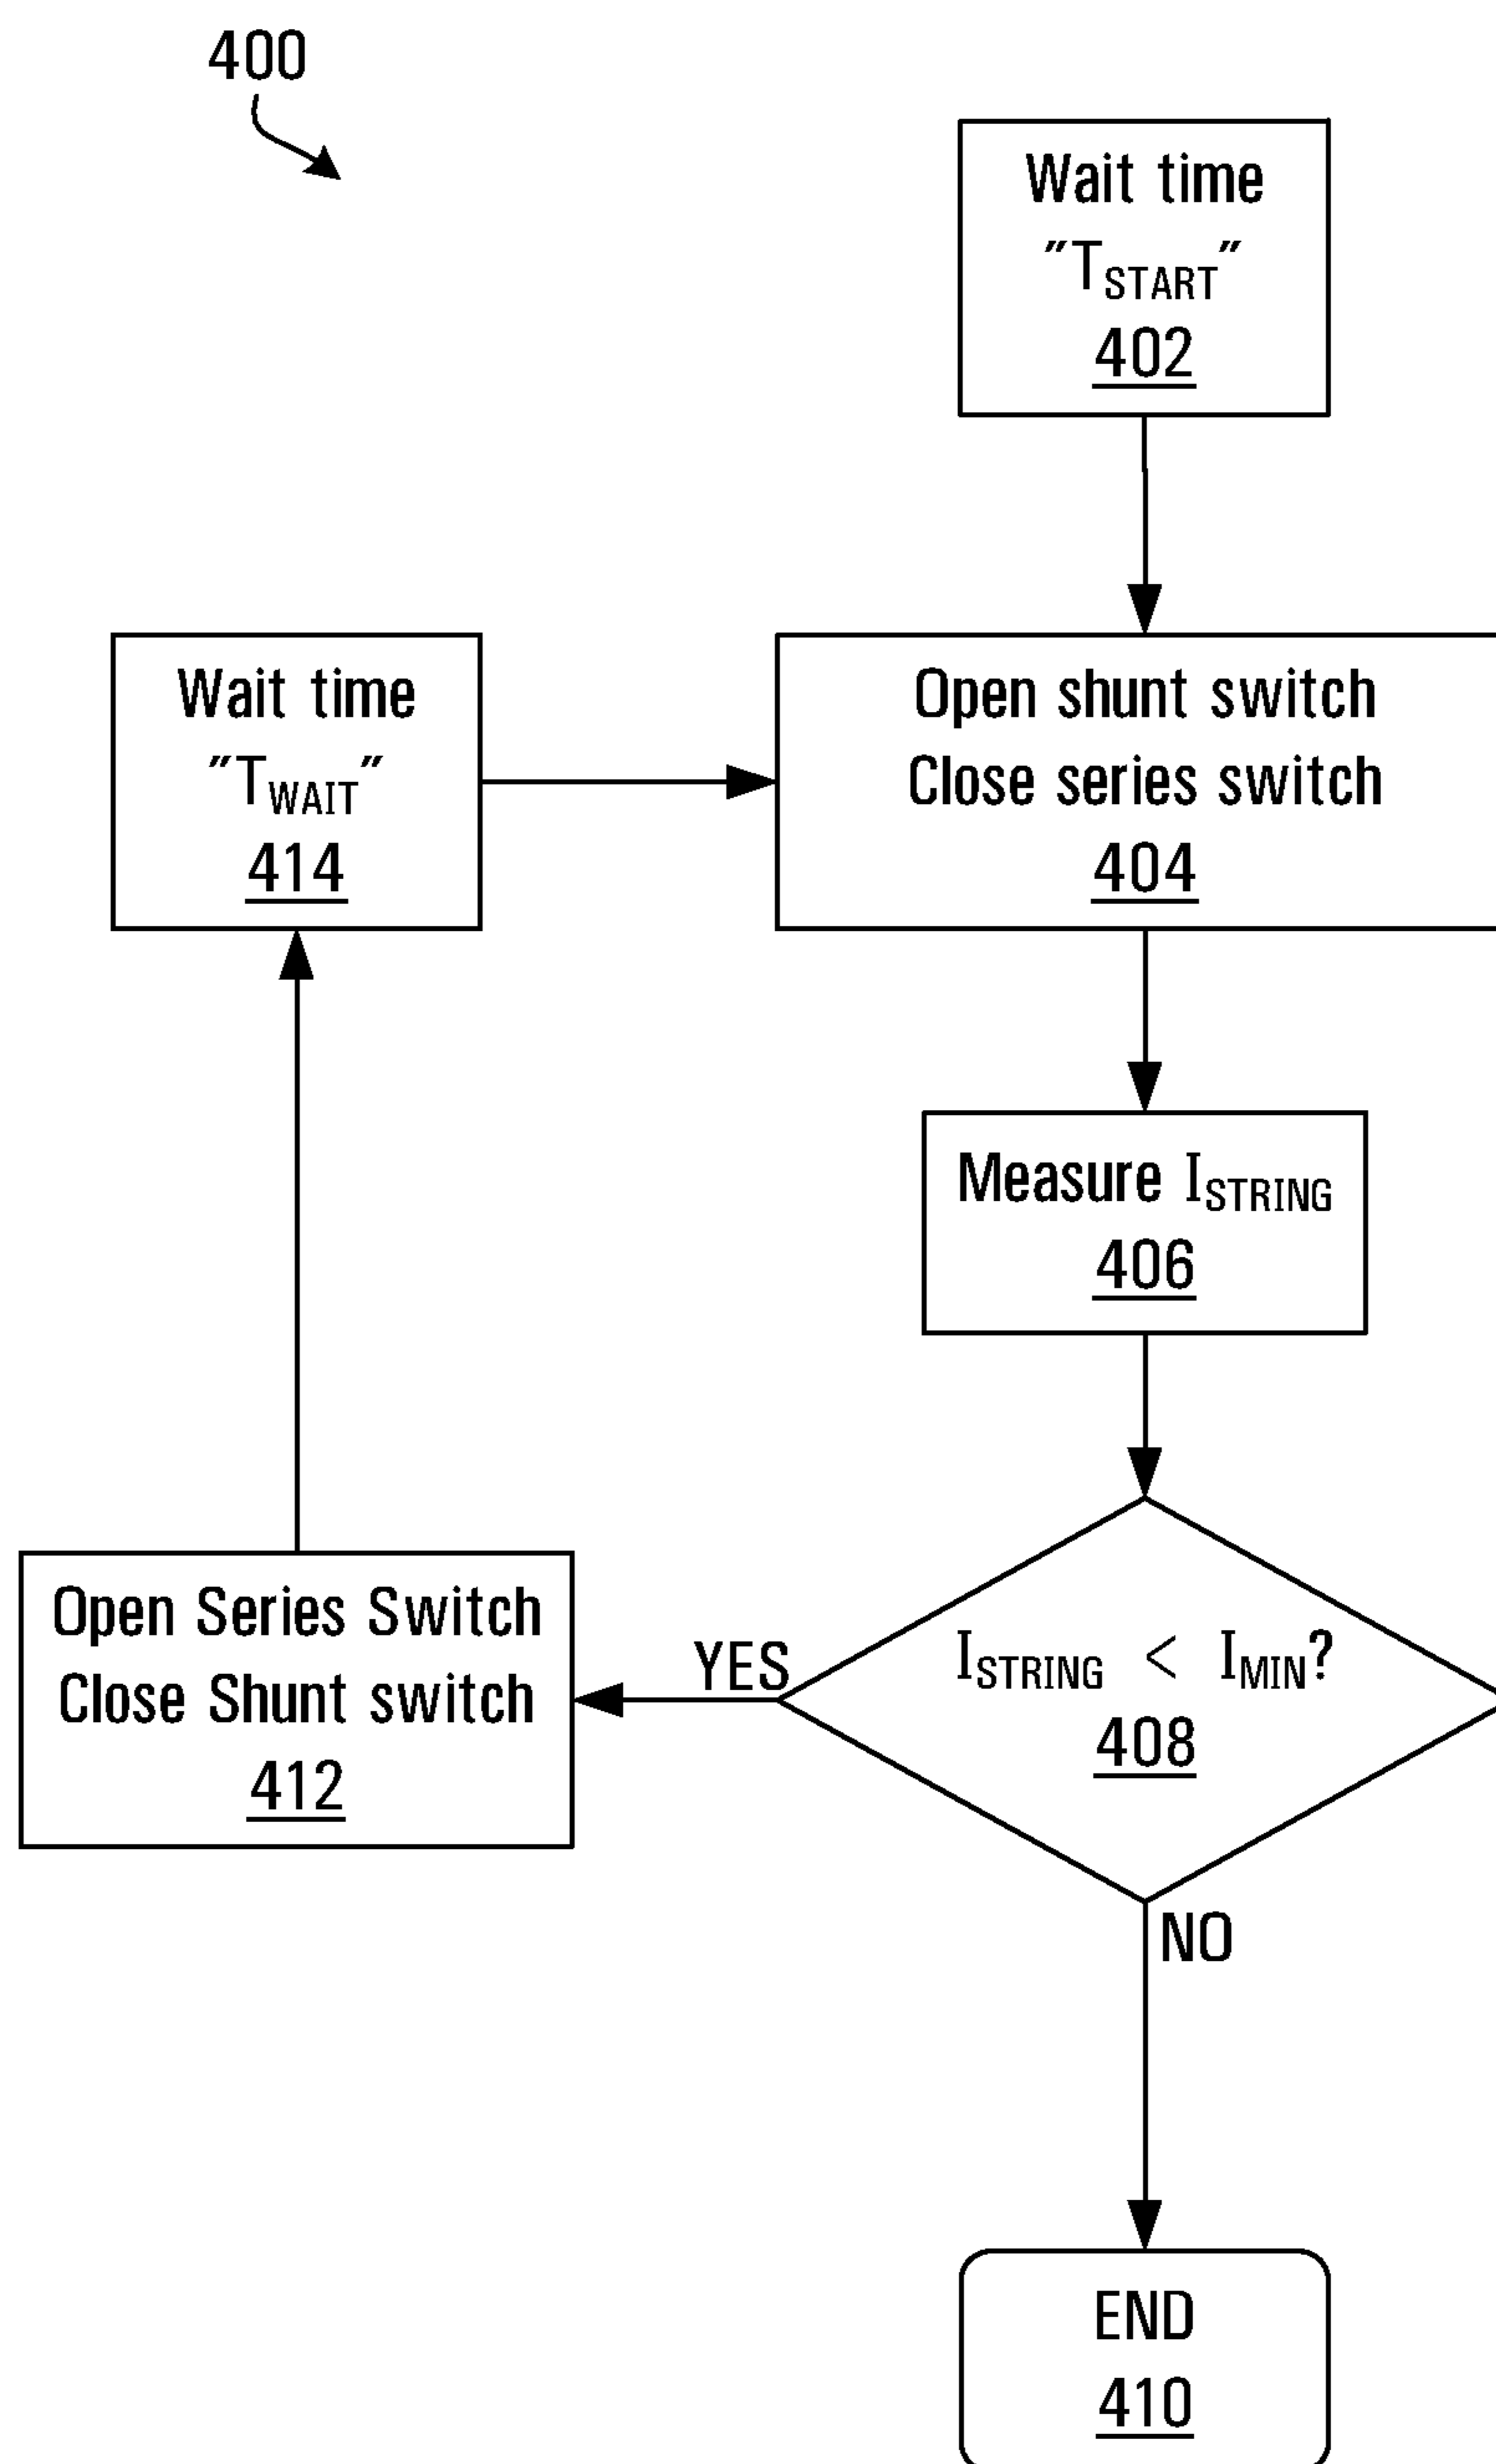 400
Wait time
"TSTART"
402
Wait time
"TWAIT"
414
Open shunt switch
Close series switch
404
Measure ISTRING
406
Open Series Switch
Close Shunt switch
412
YES
ISTRING < IMIN?
408
NO
END
410